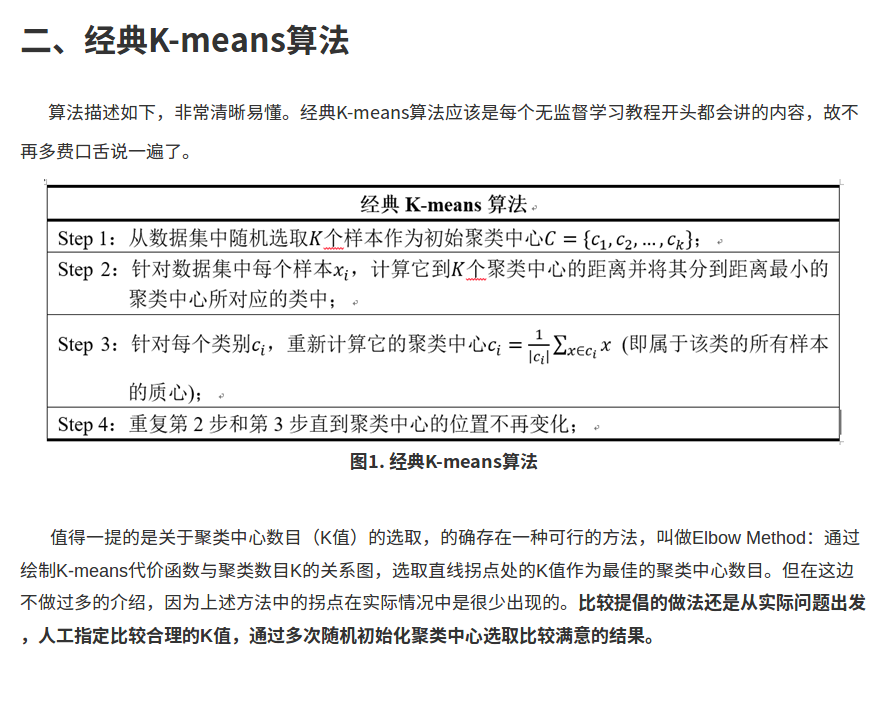 二、经典K-means算法
算法描述如下，非常清晰易懂。经典K-means算法应该是每个无监督学习教程开头都会讲的内容，故不
再多费口舌说一遍了。
经典 K-means 算法
Step 1：从数据集中随机选取K个样本作为初始聚类中心C = {c₁, c₂, … , cₖ}；
Step 2：针对数据集中每个样本xᵢ，计算它到K个聚类中心的距离并将其分到距离最小的
聚类中心所对应的类中；
Step 3：针对每个类别cᵢ，重新计算它的聚类中心cᵢ = 1/|cᵢ| ∑x∈cᵢ x (即属于该类的所有样本
的质心)；
Step 4：重复第 2 步和第 3 步直到聚类中心的位置不再变化；
图1. 经典K-means算法
值得一提的是关于聚类中心数目（K值）的选取，的确存在一种可行的方法，叫做Elbow Method：通过
绘制K-means代价函数与聚类数目K的关系图，选取直线拐点处的K值作为最佳的聚类中心数目。但在这边
不做过多的介绍，因为上述方法中的拐点在实际情况中是很少出现的。比较提倡的做法还是从实际问题出发
，人工指定比较合理的K值，通过多次随机初始化聚类中心选取比较满意的结果。